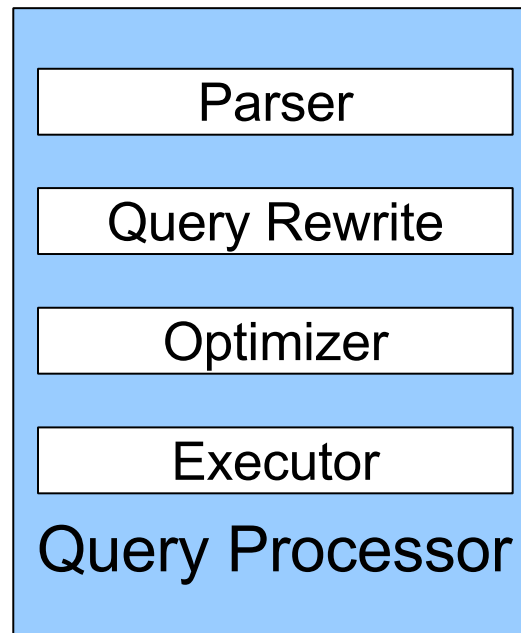 Parser
Query Rewrite
Optimizer
Executor
Query Processor